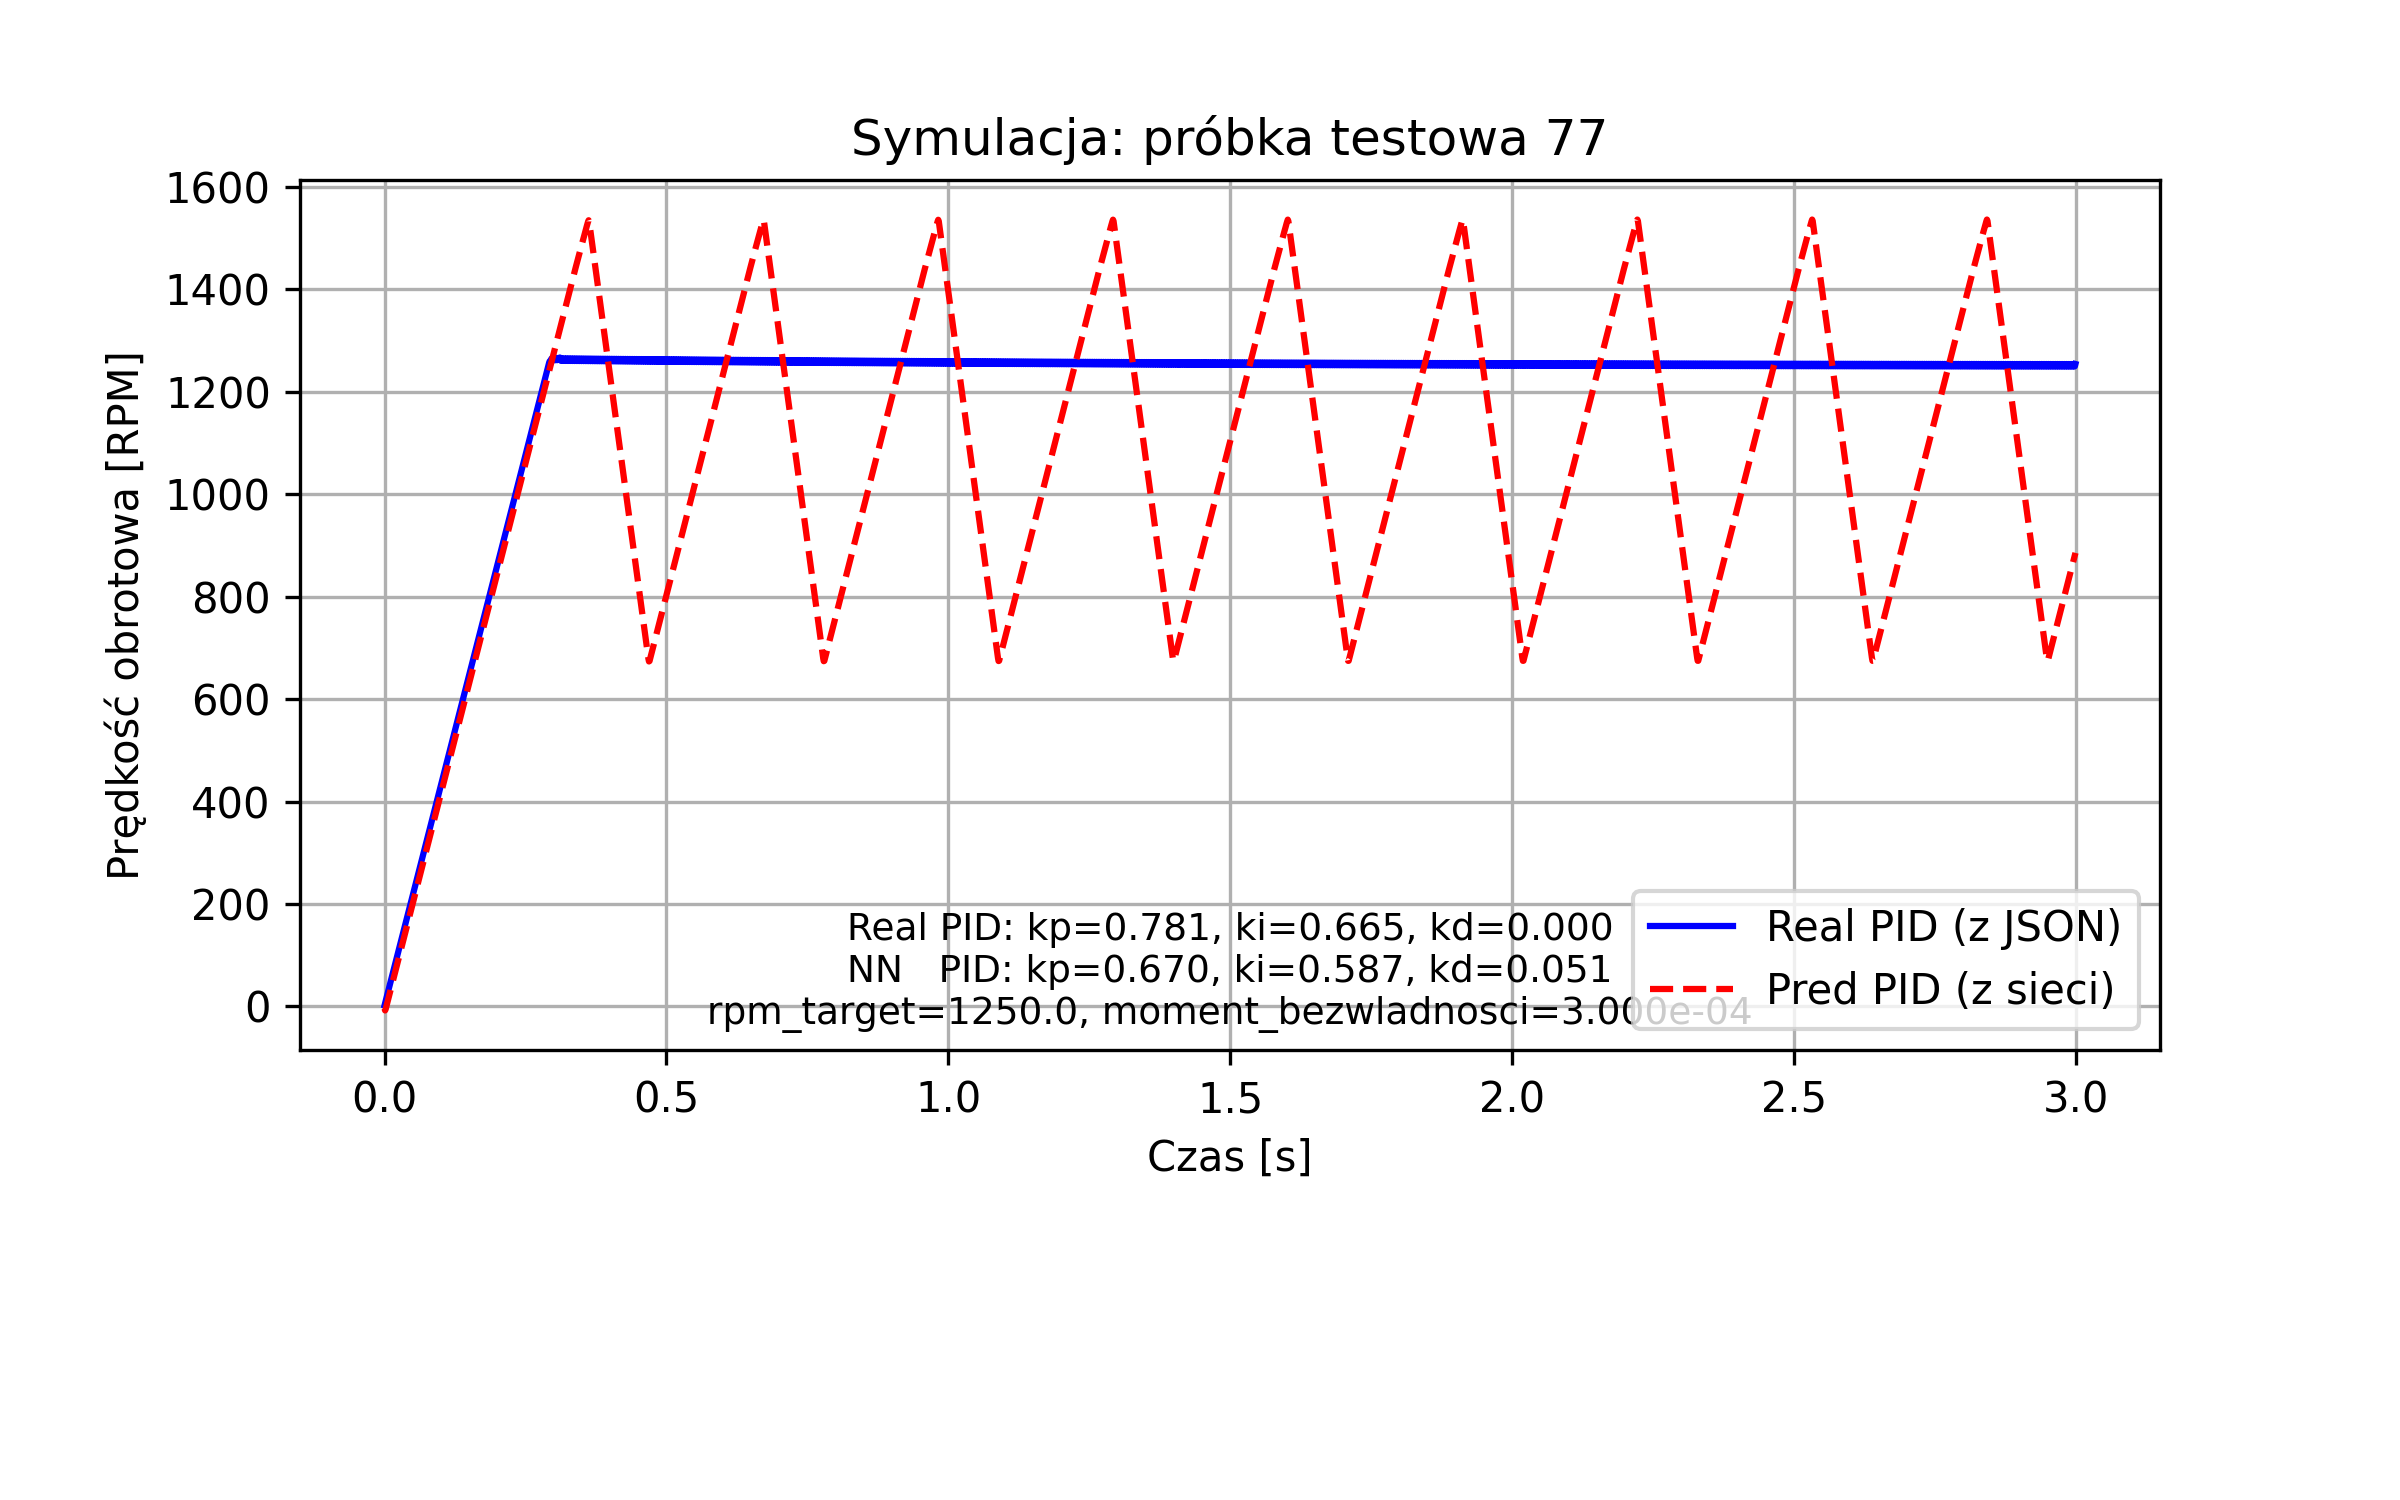 Symulacja: próbka testowa 77
Prędkość obrotowa [RPM]
1600
1400
1200
1000
800
600
400
200
0
Real PID: kp=0.781, ki=0.665, kd=0.000
NN   PID: kp=0.670, ki=0.587, kd=0.051
rpm_target=1250.0, moment_bezwladnosci=3.000e-04
Real PID (z JSON)
Pred PID (z sieci)
0.0 0.5 1.0 1.5 2.0 2.5 3.0
Czas [s]